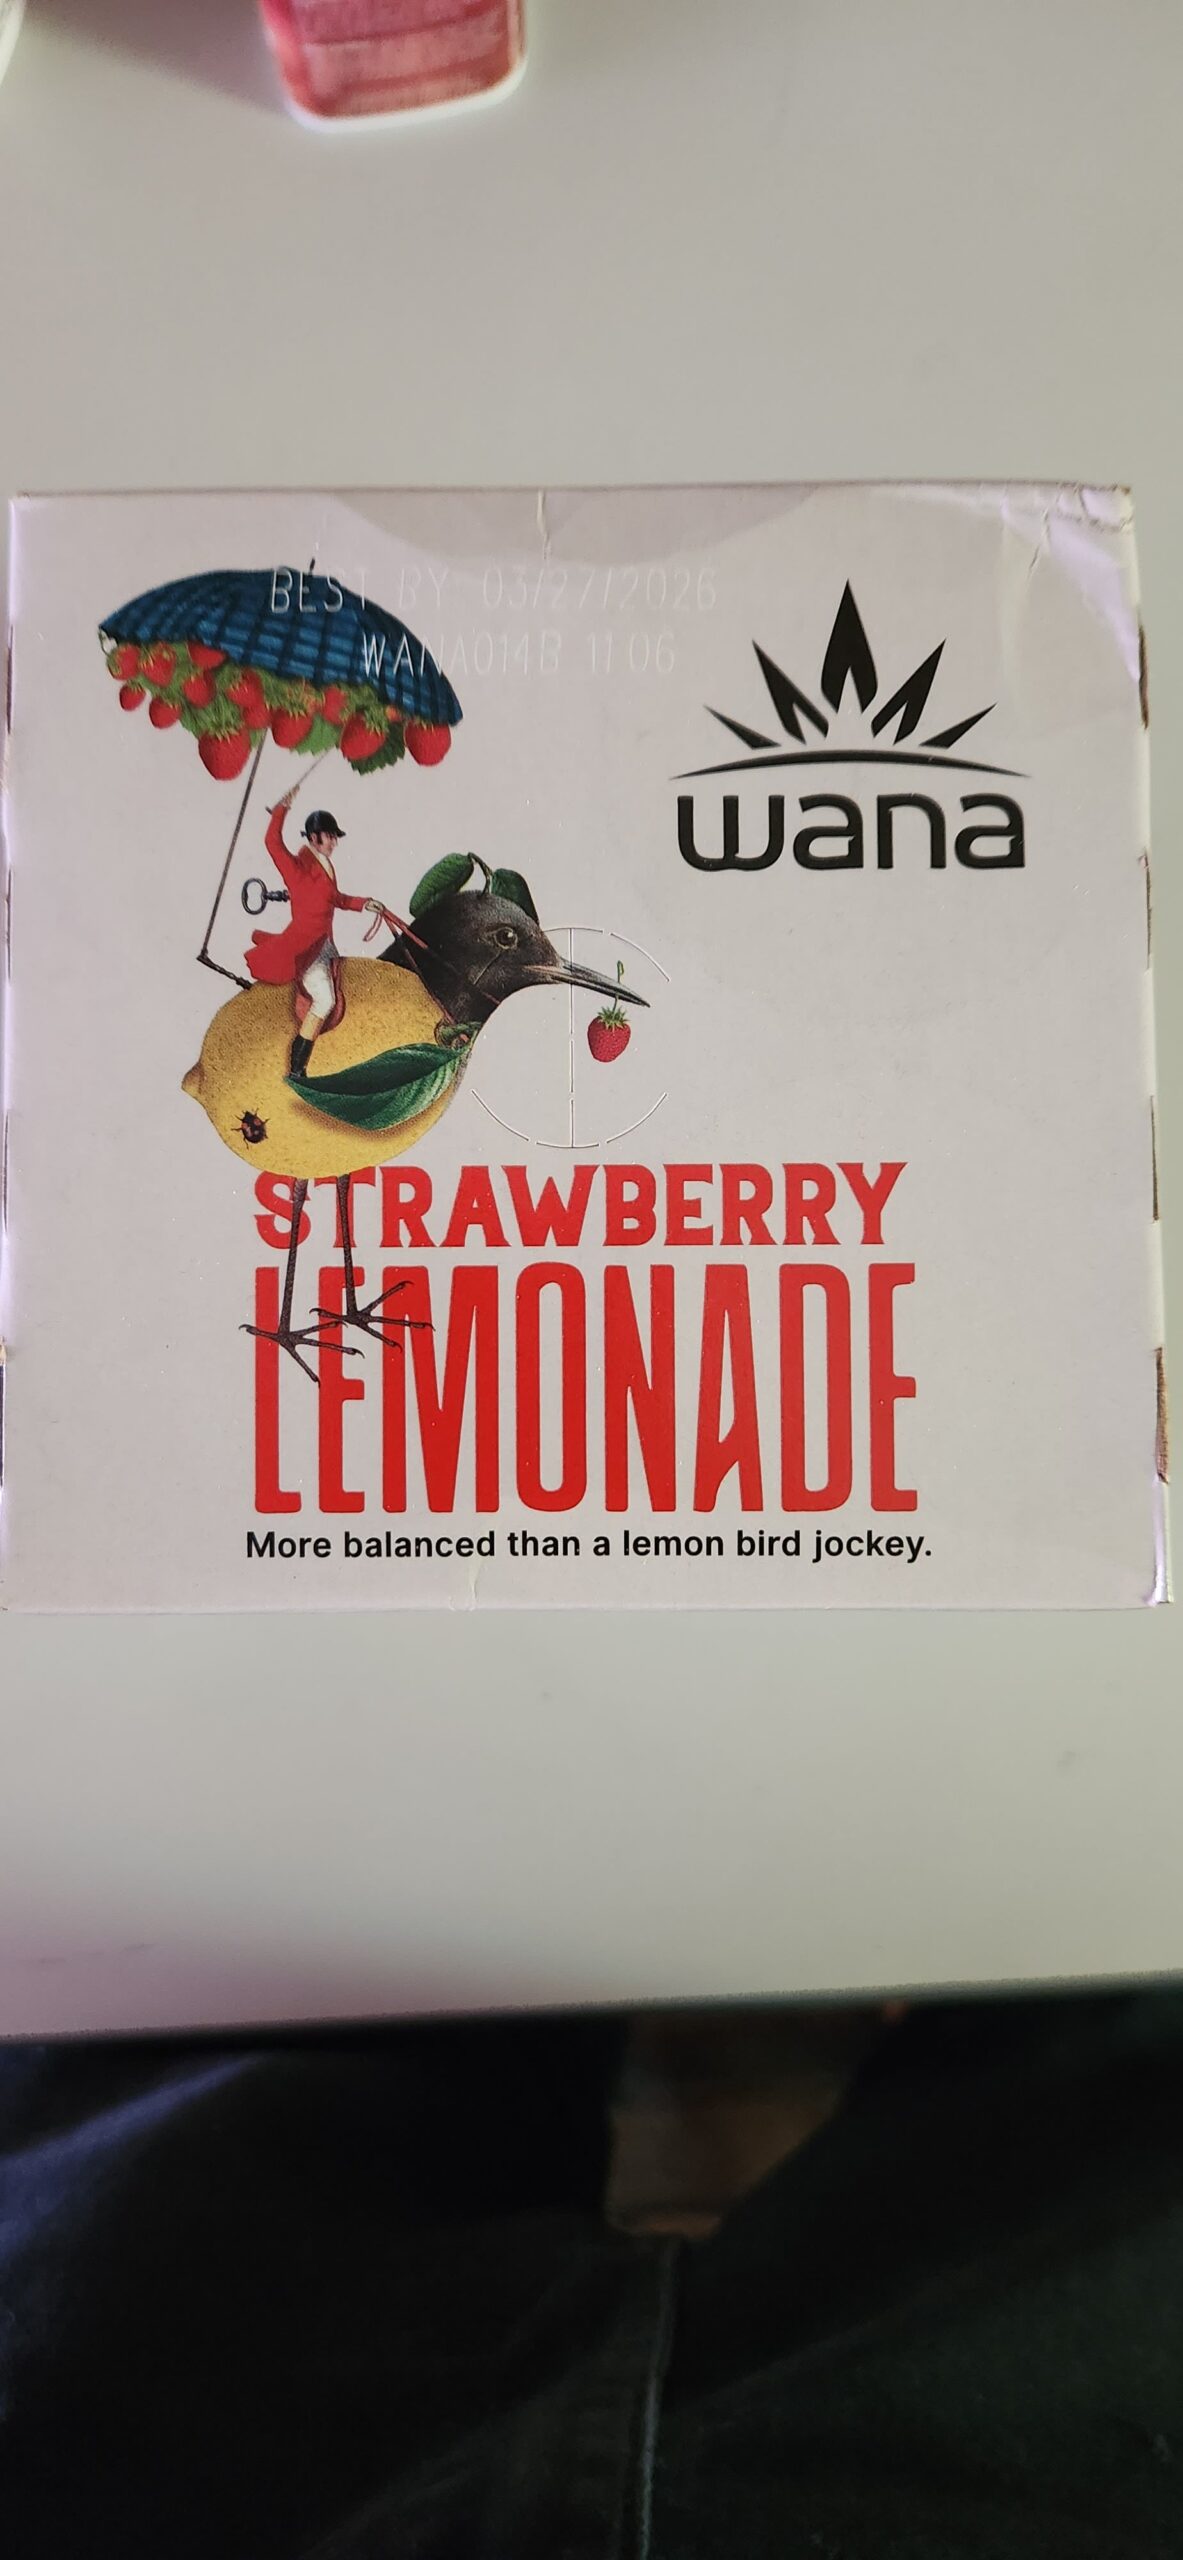 BEST BY 03/27/2026
WANA014B 11 06
wana
STRAWBERRY
LEMONADE
More balanced than a lemon bird jockey.